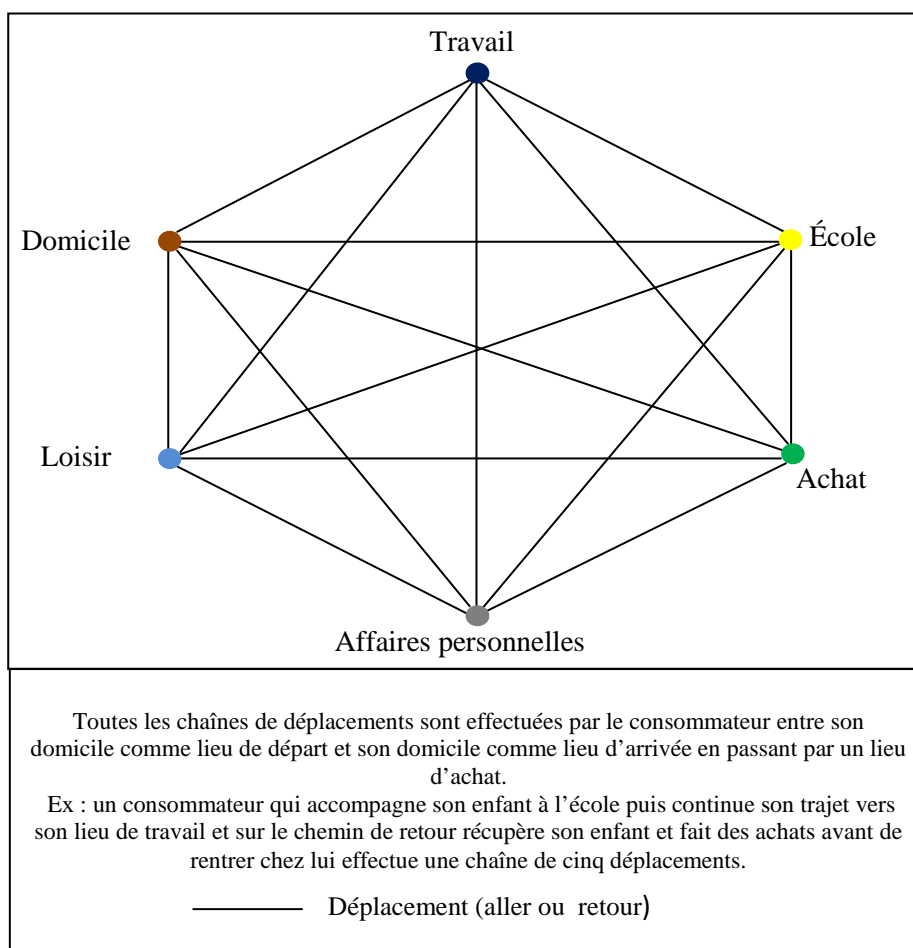 Travail
Domicile
École
Loisir
Achat
Affaires personnelles
Toutes les chaînes de déplacements sont effectuées par le consommateur entre son
domicile comme lieu de départ et son domicile comme lieu d’arrivée en passant par un lieu
d’achat.
Ex : un consommateur qui accompagne son enfant à l’école puis continue son trajet vers
son lieu de travail et sur le chemin de retour récupère son enfant et fait des achats avant de
rentrer chez lui effectue une chaîne de cinq déplacements.
Déplacement (aller ou retour)